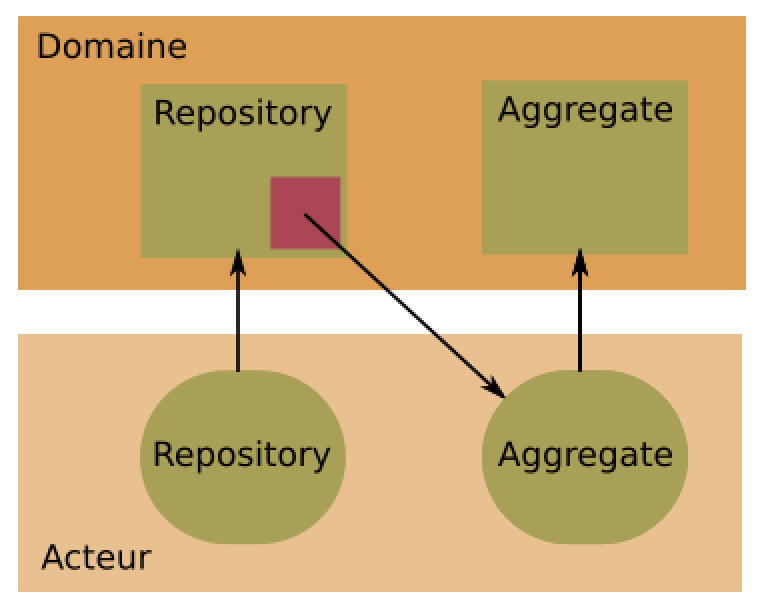 Domaine
Repository
Aggregate
Repository
Aggregate
Acteur